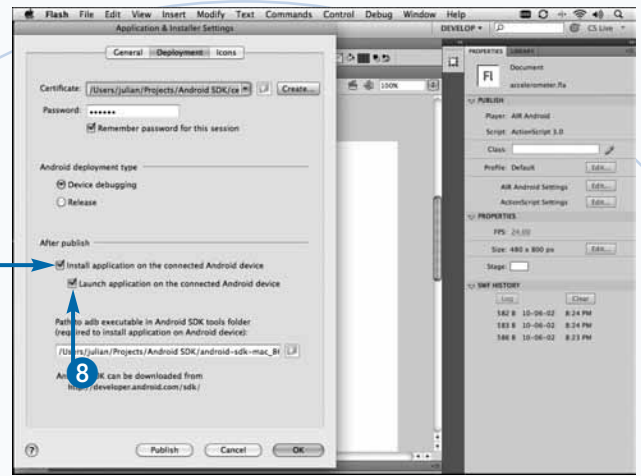 Flash File Edit View Insert Modify Text Commands Control Debug Window Help
Application & Installer Settings
DEVELOP
CS Live
General Deployment Icons
Certificate: /Users/julian/Projects/Android SDK/ce Create...
Password: ••••••
Remember password for this session
Android deployment type
Device debugging
Release
After publish
Install application on the connected Android device
Launch application on the connected Android device
8
Path to adb executable in Android SDK tools folder
(required to install application on Android device):
/Users/julian/Projects/Android SDK/android-sdk-mac_
can be downloaded from
developer.android.com/sdk/
? Publish Cancel OK
100%
PROPERTIES LIBRARY
Fl
Document
accelerometer.fla
PUBLISH
Player: AIR Android
Script: ActionScript 3.0
Class:
Profile: Default Edit...
AIR Android Settings Edit...
ActionScript Settings Edit...
PROPERTIES
FPS: 24.00
Size: 480 x 800 px Edit...
Stage:
SWF HISTORY
Log Clear
582 B 10-06-02 8:24 PM
583 B 10-06-02 8:24 PM
586 B 10-06-02 8:23 PM